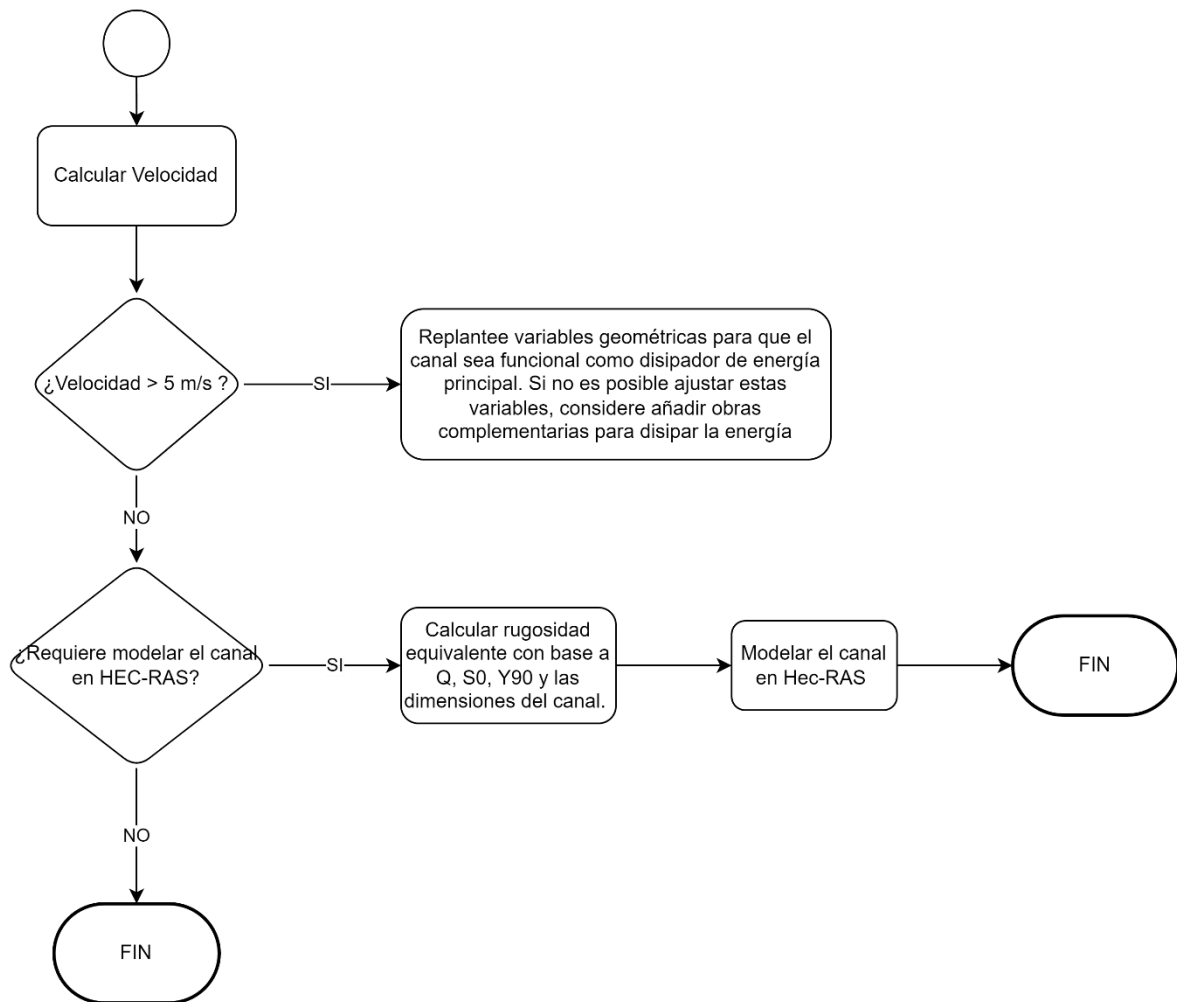 Calcular Velocidad
¿Velocidad > 5 m/s ?
SI
Replantee variables geométricas para que el
canal sea funcional como disipador de energía
principal. Si no es posible ajustar estas
variables, considere añadir obras
complementarias para disipar la energía
NO
¿Requiere modelar el canal
en HEC-RAS?
SI
Calcular rugosidad
equivalente con base a
Q, S0, Y90 y las
dimensiones del canal.
Modelar el canal
en Hec-RAS
FIN
NO
FIN